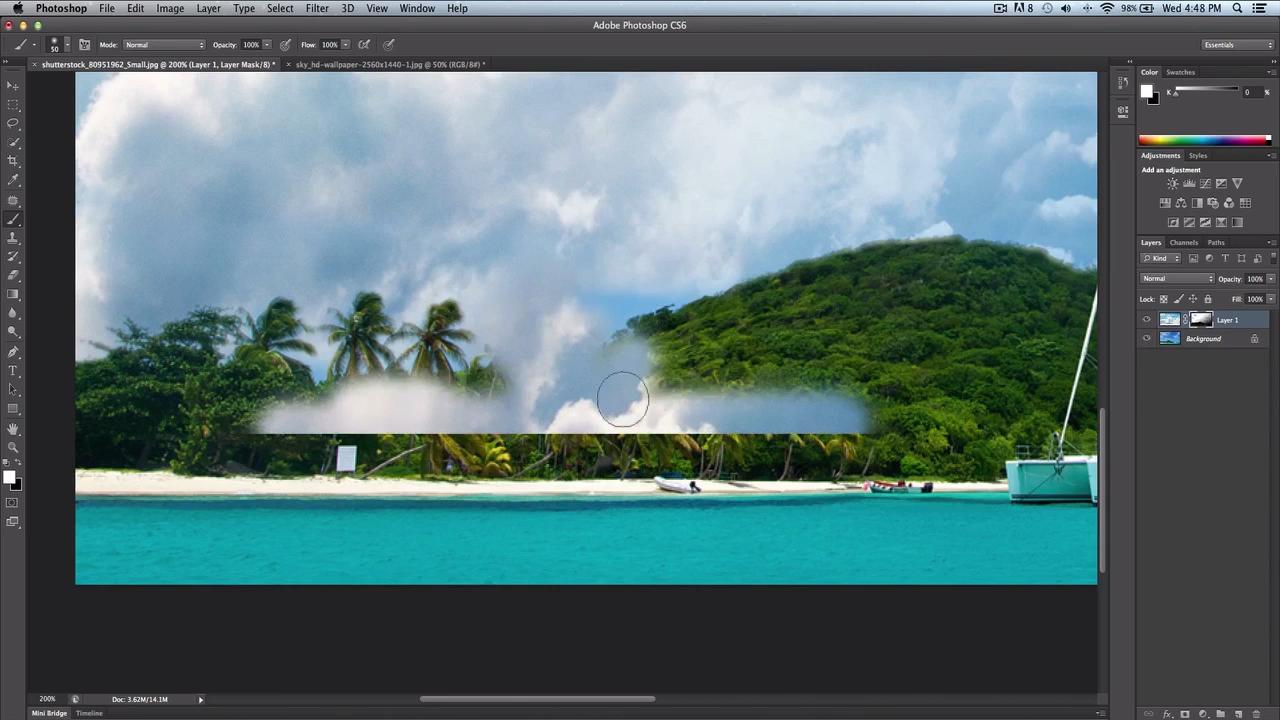 Photoshop File Edit Image Layer Type Select Filter 3D View Window Help 8 98% Wed 4:48 PM
Adobe Photoshop CS6
50 Mode: Normal Opacity: 100% Flow: 100% Essentials
shutterstock_80951962_Small.jpg @ 200% (Layer 1, Layer Mask/8) * sky_hd-wallpaper-2560x1440-1.jpg @ 50% (RGB/8#) *
Color Swatches
K 0 %
Adjustments Styles
Add an adjustment
Layers Channels Paths
Kind
Normal Opacity: 100%
Lock: Fill: 100%
Layer 1
Background
200% Doc: 3.62M/14.1M
Mini Bridge Timeline